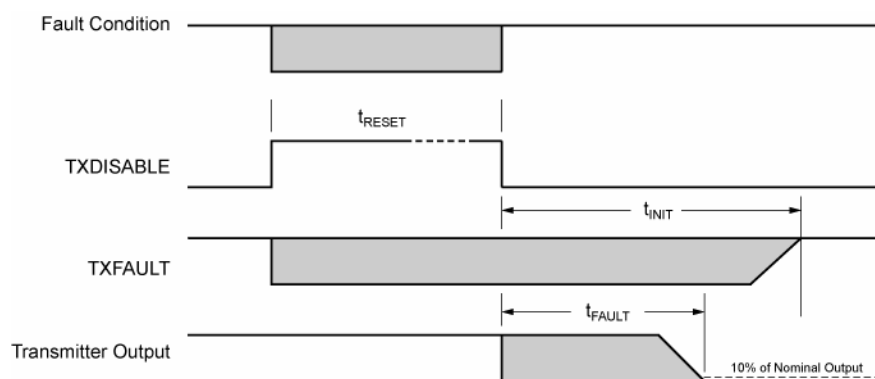 Fault Condition
tRESET
TXDISABLE
tINIT
TXFAULT
tFAULT
Transmitter Output
10% of Nominal Output